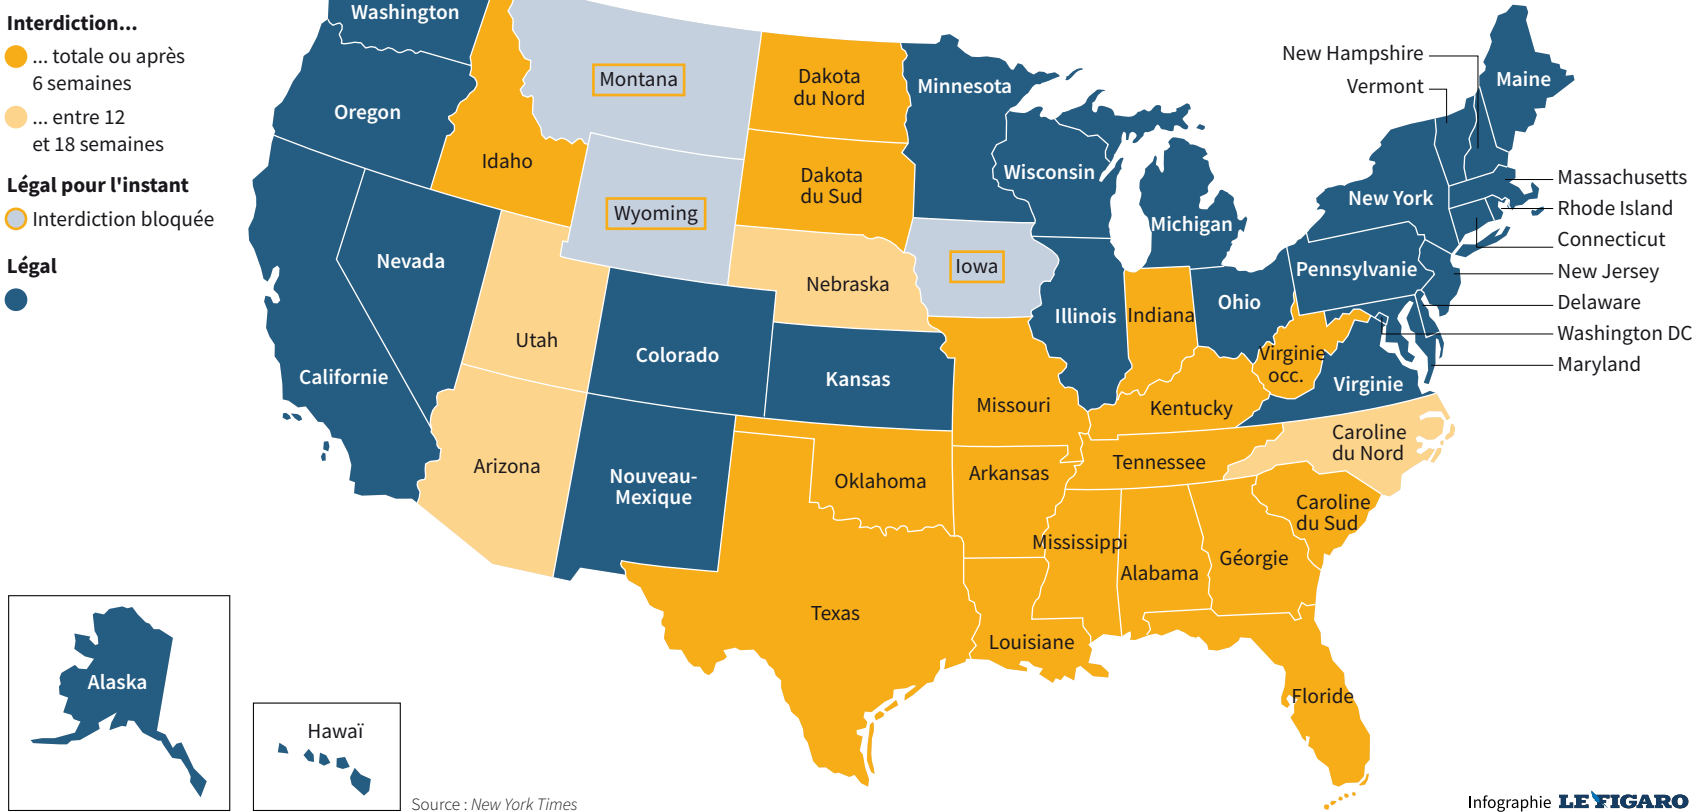 Interdiction...
... totale ou après
6 semaines
... entre 12
et 18 semaines
Légal pour l'instant
Interdiction bloquée
Légal
Washington
Oregon
Californie
Nevada
Idaho
Montana
Wyoming
Utah
Arizona
Colorado
Nouveau-
Mexique
Dakota
du Nord
Dakota
du Sud
Nebraska
Kansas
Oklahoma
Texas
Minnesota
Iowa
Missouri
Arkansas
Louisiane
Wisconsin
Illinois
Michigan
Indiana
Ohio
Kentucky
Tennessee
Mississippi
Alabama
Géorgie
Floride
Caroline
du Sud
Caroline
du Nord
Virginie
occ.
Virginie
Pennsylvanie
New York
Maine
New Hampshire
Vermont
Massachusetts
Rhode Island
Connecticut
New Jersey
Delaware
Washington DC
Maryland
Alaska
Hawaï
Source : New York Times
Infographie LE FIGARO